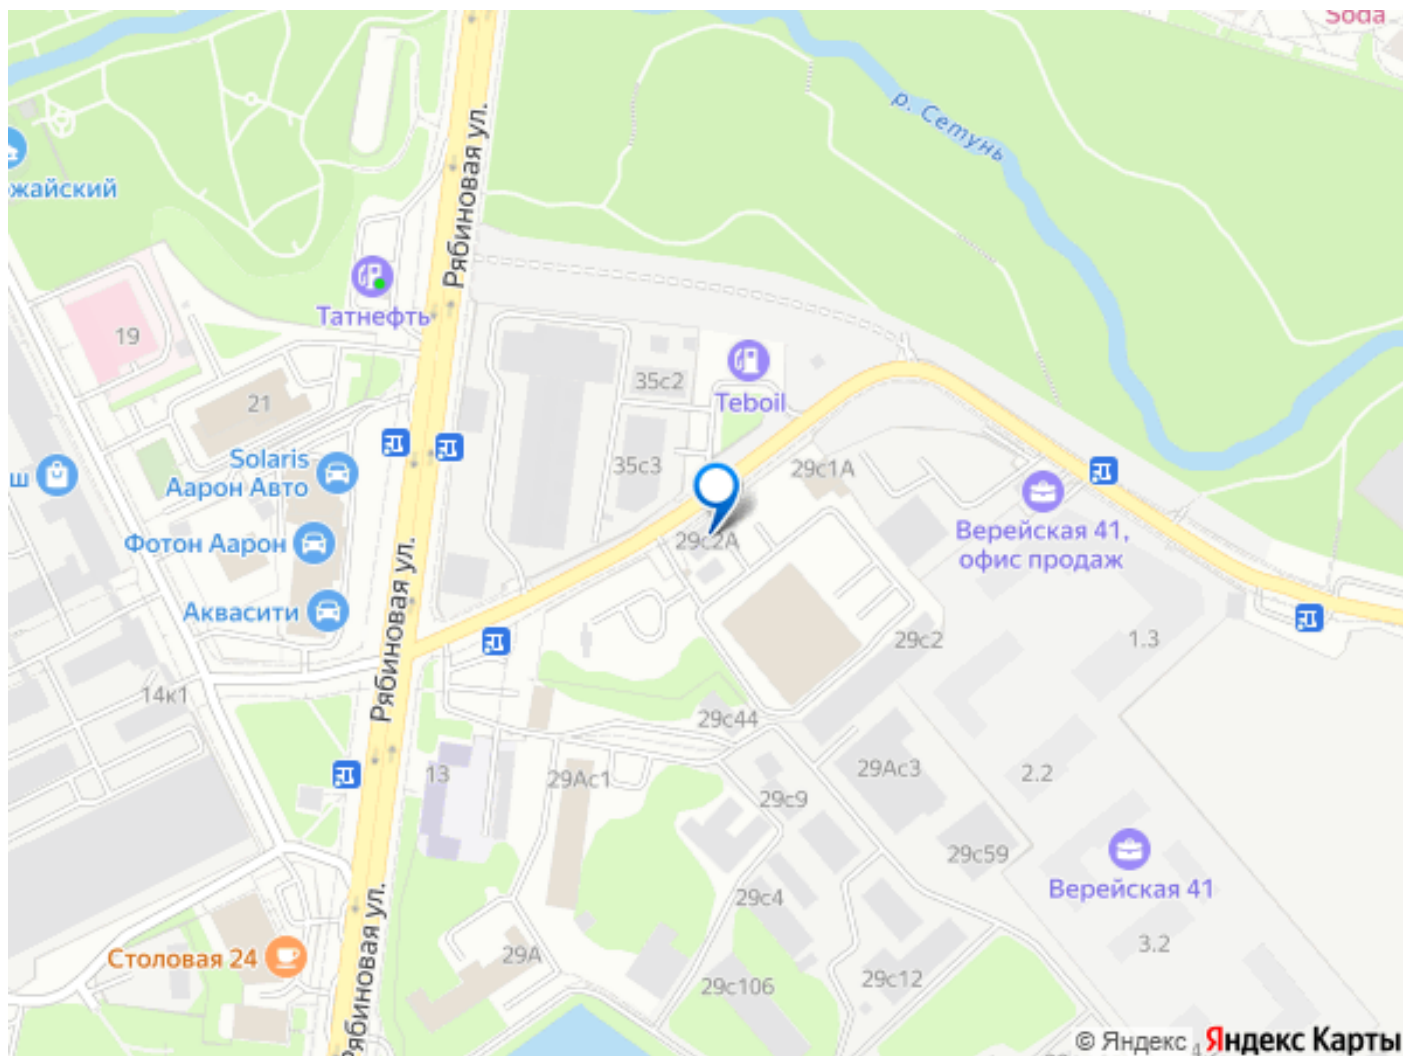 Soda
р. Сетунь
Рябиновая ул.
жайский
Татнефть
19
35с2
Teboil
21
Solaris
Аарон Авто
35с3
29с1А
ш
Верейская 41,
офис продаж
Фотон Аарон
29с2А
Рябиновая ул.
Аквасити
29с2
1.3
14к1
29с44
13
29Ас1
29Ас3
2.2
29с9
29с59
Верейская 41
29с4
Рябиновая ул.
Столовая 24
29А
3.2
29с12
29с106
© Яндекс Яндекс Карты